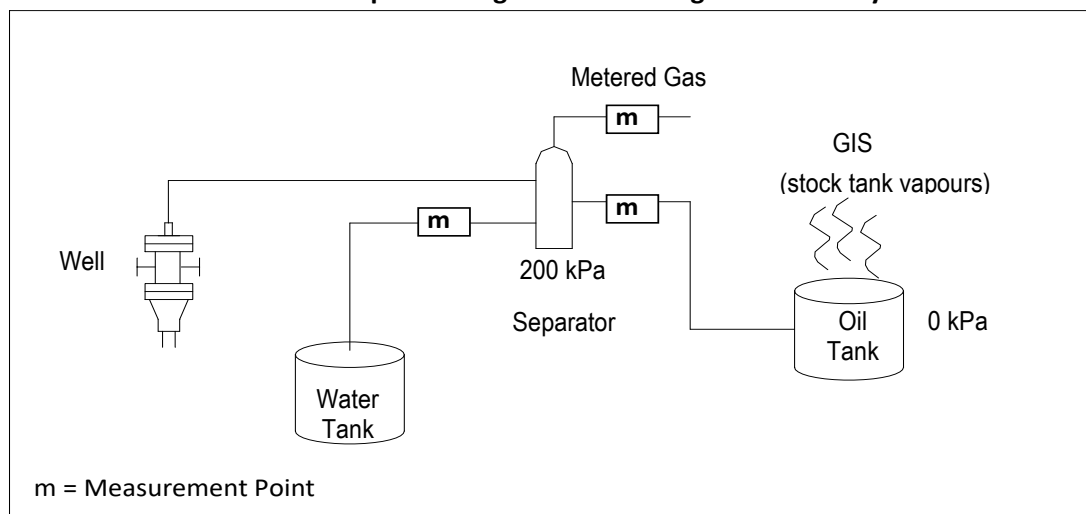 Metered Gas
m
GIS
(stock tank vapours)
m
m
Well
200 kPa
Separator
Oil
Tank
0 kPa
Water
Tank
m = Measurement Point